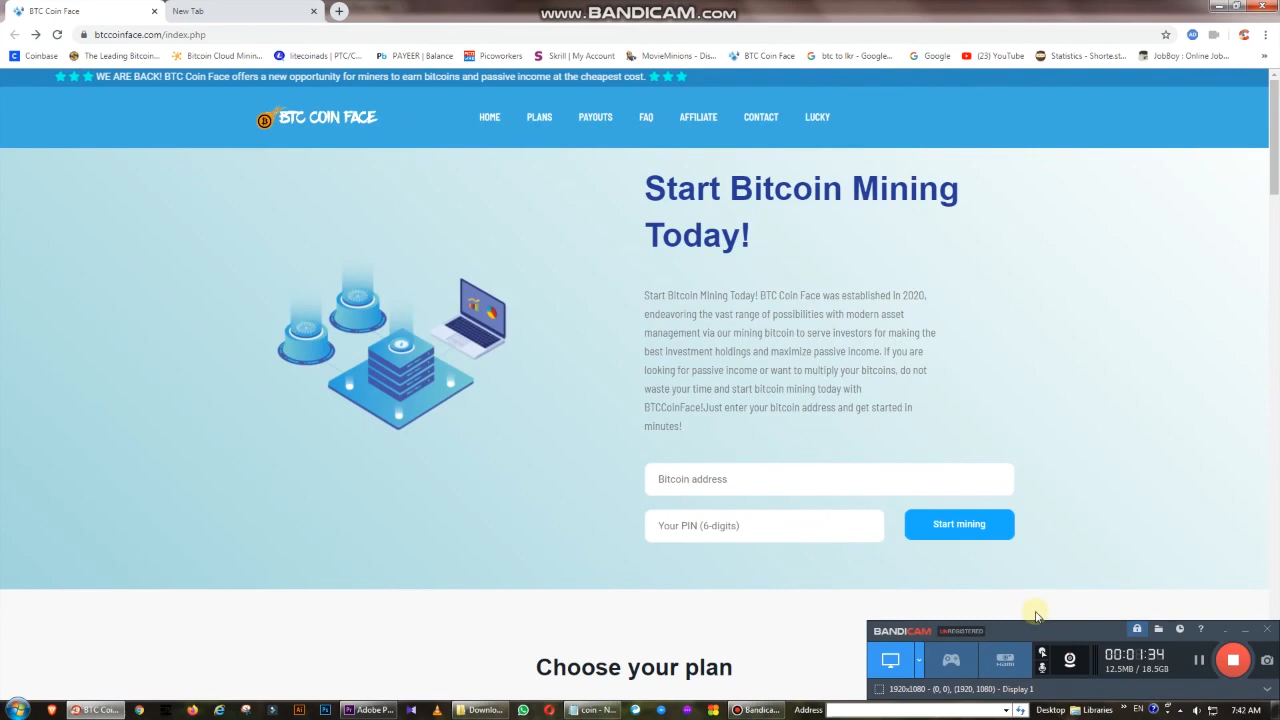 www.BANDICAM.com
BTC Coin Face
New Tab
btccoinface.com/index.php
Coinbase
The Leading Bitcoin...
Bitcoin Cloud Minin...
litecoinads | PTC/C...
PAYEER | Balance
Picoworkers
Skrill | My Account
MovieMinions - Dis...
BTC Coin Face
btc to lkr - Google...
Google
(23) YouTube
Statistics - Shorte.st...
JobBoy : Online Job...
WE ARE BACK! BTC Coin Face offers a new opportunity for miners to earn bitcoins and passive income at the cheapest cost.
BTC COIN FACE
HOME
PLANS
PAYOUTS
FAQ
AFFILIATE
CONTACT
LUCKY
Start Bitcoin Mining
Today!
Start Bitcoin Mining Today! BTC Coin Face was established in 2020,
endeavoring the vast range of possibilities with modern asset
management via our mining bitcoin to serve investors for making the
best investment holdings and maximize passive income. If you are
looking for passive income or want to multiply your bitcoins, do not
waste your time and start bitcoin mining today with
BTCCoinFace!Just enter your bitcoin address and get started in
minutes!
Bitcoin address
Your PIN (6-digits)
Start mining
Choose your plan
BANDICAM
UNREGISTERED
HDMI
00:01:34
12.5MB / 18.5GB
1920x1080 - (0, 0), (1920, 1080) - Display 1
BTC Coi...
Adobe P...
Downlo...
coin - N...
Bandica...
Address
Desktop
Libraries
EN
7:42 AM